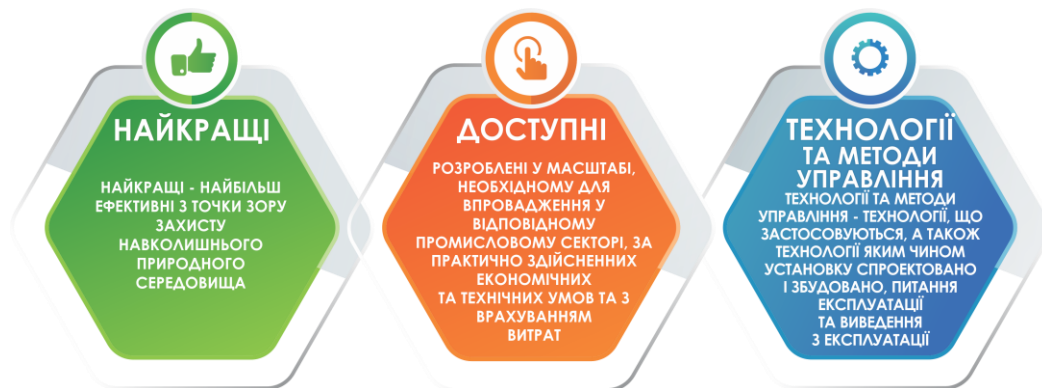 НАЙКРАЩІ
НАЙКРАЩІ - НАЙБІЛЬШ
ЕФЕКТИВНІ З ТОЧКИ ЗОРУ
ЗАХИСТУ
НАВКОЛИШНЬОГО
ПРИРОДНОГО
СЕРЕДОВИЩА
ДОСТУПНІ
РОЗРОБЛЕНІ У МАСШТАБІ,
НЕОБХІДНОМУ ДЛЯ
ВПРОВАДЖЕННЯ У
ВІДПОВІДНОМУ
ПРОМИСЛОВОМУ СЕКТОРІ, ЗА
ПРАКТИЧНО ЗДІЙСНЕННИХ
ЕКОНОМІЧНИХ
ТА ТЕХНІЧНИХ УМОВ ТА З
ВРАХУВАННЯМ
ВИТРАТ
ТЕХНОЛОГІЇ
ТА МЕТОДИ
УПРАВЛІННЯ
ТЕХНОЛОГІЇ ТА МЕТОДИ
УПРАВЛІННЯ - ТЕХНОЛОГІЇ, ЩО
ЗАСТОСОВУЮТЬСЯ, А ТАКОЖ
ТЕХНОЛОГІЇ ЯКИМ ЧИНОМ
УСТАНОВКУ СПРОЕКТОВАНО
І ЗБУДОВАНО, ПИТАННЯ
ЕКСПЛУАТАЦІЇ
ТА ВИВЕДЕННЯ
З ЕКСПЛУАТАЦІЇ